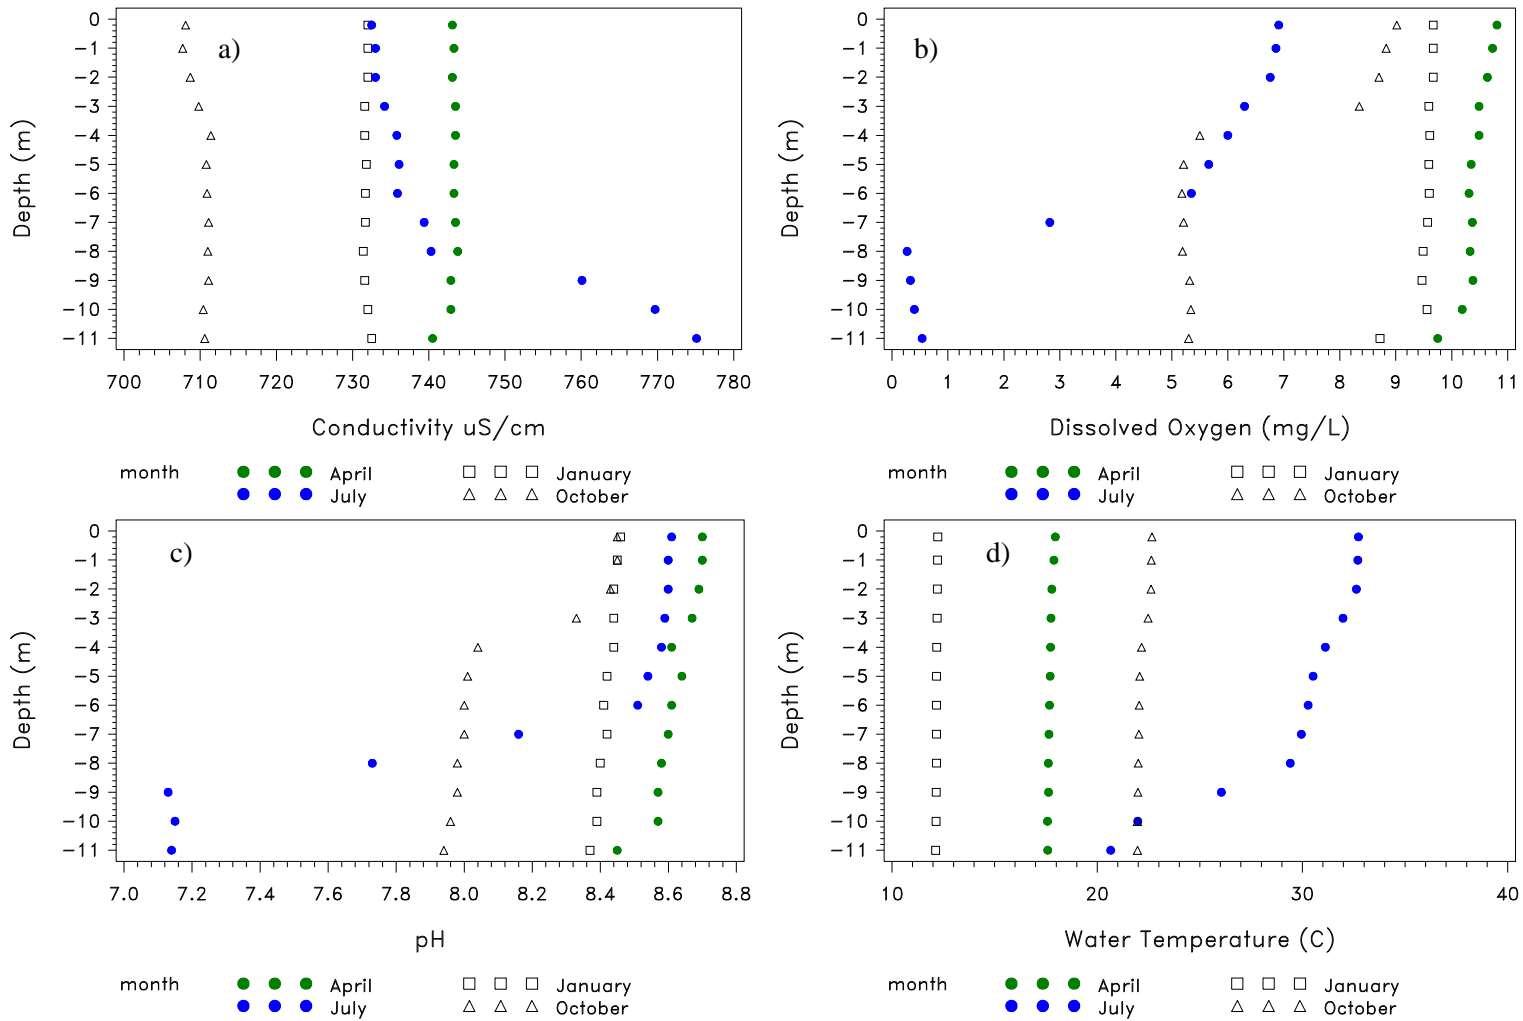 a)
Depth (m)
0
−1
−2
−3
−4
−5
−6
−7
−8
−9
−10
−11
700 710 720 730 740 750 760 770 780
Conductivity uS/cm
month April January
July October
b)
Depth (m)
0
−1
−2
−3
−4
−5
−6
−7
−8
−9
−10
−11
0 1 2 3 4 5 6 7 8 9 10 11
Dissolved Oxygen (mg/L)
month April January
July October
c)
Depth (m)
0
−1
−2
−3
−4
−5
−6
−7
−8
−9
−10
−11
7.0 7.2 7.4 7.6 7.8 8.0 8.2 8.4 8.6 8.8
pH
month April January
July October
d)
Depth (m)
0
−1
−2
−3
−4
−5
−6
−7
−8
−9
−10
−11
10 20 30 40
Water Temperature (C)
month April January
July October